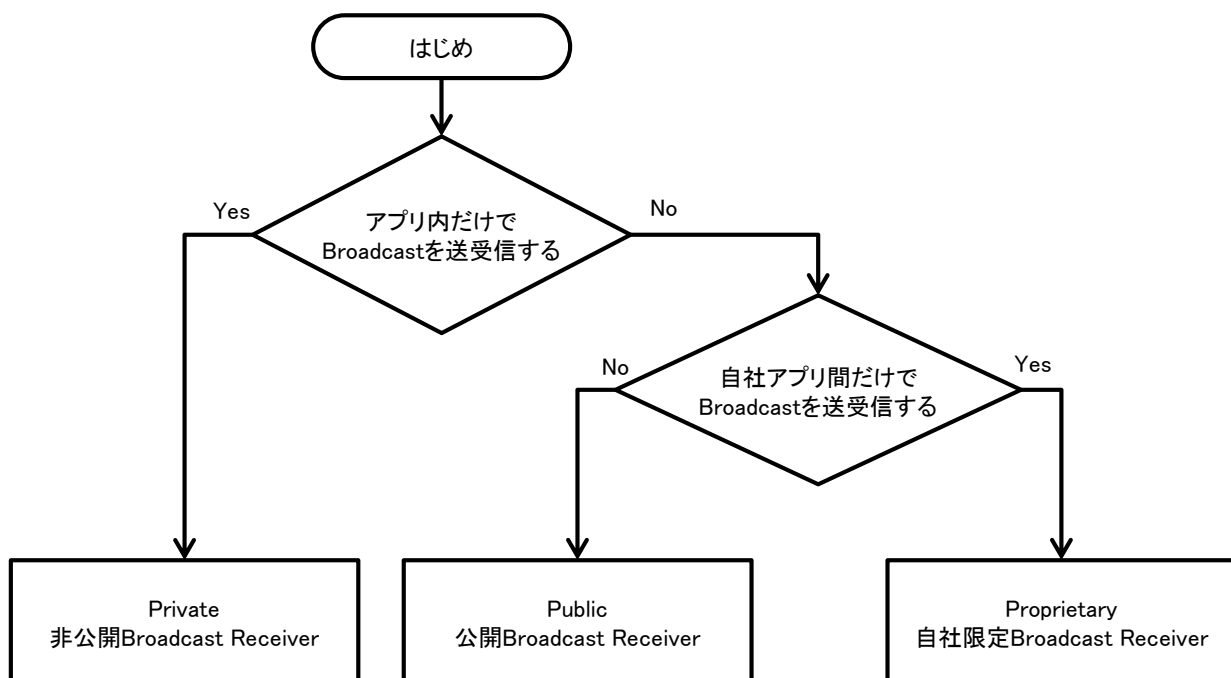 はじめ
Yes
アプリ内だけで
Broadcastを送受信する
No
No
自社アプリ間だけで
Broadcastを送受信する
Yes
Private
非公開Broadcast Receiver
Public
公開Broadcast Receiver
Proprietary
自社限定Broadcast Receiver